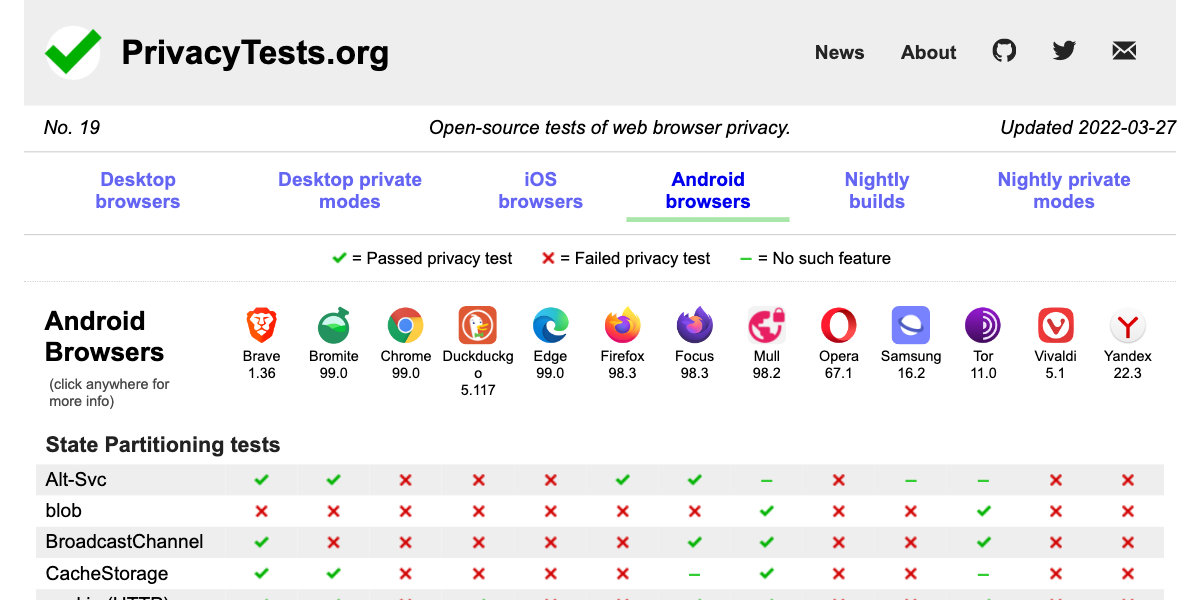 PrivacyTests.org
News About
No. 19 Open-source tests of web browser privacy. Updated 2022-03-27
Desktop browsers
Desktop private modes
iOS browsers
Android browsers
Nightly builds
Nightly private modes
= Passed privacy test = Failed privacy test = No such feature
Android
Browsers
(click anywhere for
more info)
Brave
1.36
Bromite
99.0
Chrome
99.0
Duckduckg
o
5.117
Edge
99.0
Firefox
98.3
Focus
98.3
Mull
98.2
Opera
67.1
Samsung
16.2
Tor
11.0
Vivaldi
5.1
Yandex
22.3
State Partitioning tests
Alt-Svc
blob
BroadcastChannel
CacheStorage